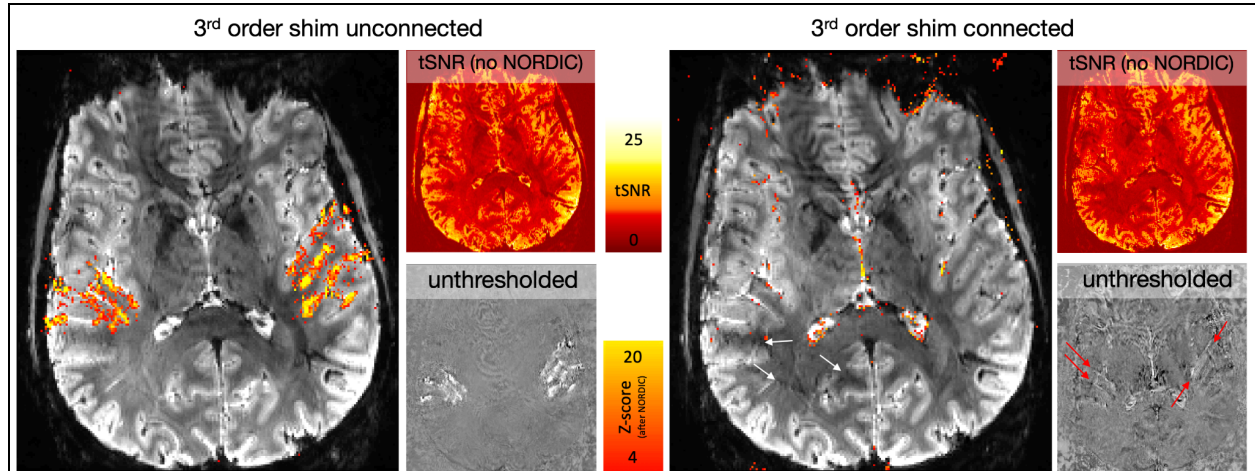 3rd order shim unconnected
3rd order shim connected
tSNR (no NORDIC)
tSNR (no NORDIC)
25
tSNR
0
unthresholded
unthresholded
20
Z-score
(after NORDIC)
4